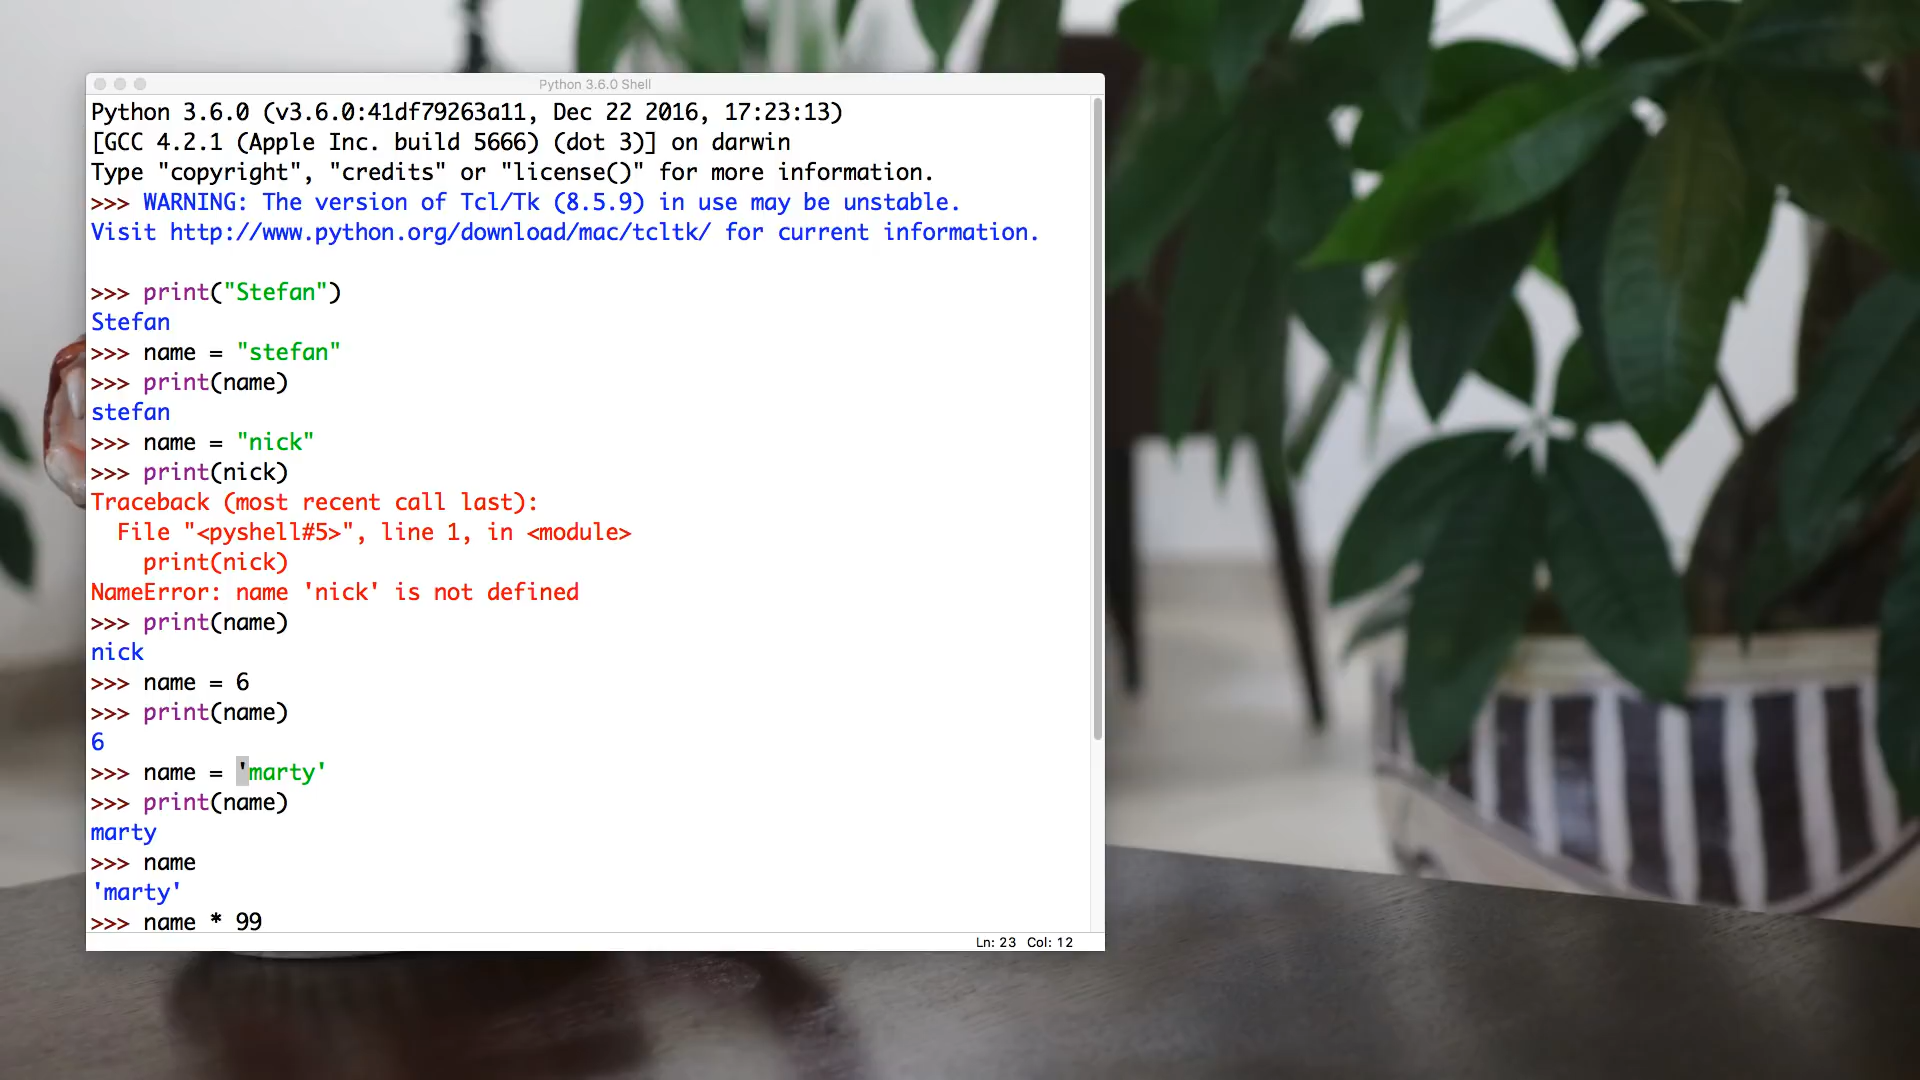 Python 3.6.0 Shell
Python 3.6.0 (v3.6.0:41df79263a11, Dec 22 2016, 17:23:13)
[GCC 4.2.1 (Apple Inc. build 5666) (dot 3)] on darwin
Type "copyright", "credits" or "license()" for more information.
>>> WARNING: The version of Tcl/Tk (8.5.9) in use may be unstable.
Visit http://www.python.org/download/mac/tcltk/ for current information.
>>> print("Stefan")
Stefan
>>> name = "stefan"
>>> print(name)
stefan
>>> name = "nick"
>>> print(nick)
Traceback (most recent call last):
  File "<pyshell#5>", line 1, in <module>
    print(nick)
NameError: name 'nick' is not defined
>>> print(name)
nick
>>> name = 6
>>> print(name)
6
>>> name = 'marty'
>>> print(name)
marty
>>> name
'marty'
>>> name * 99
Ln: 23 Col: 12